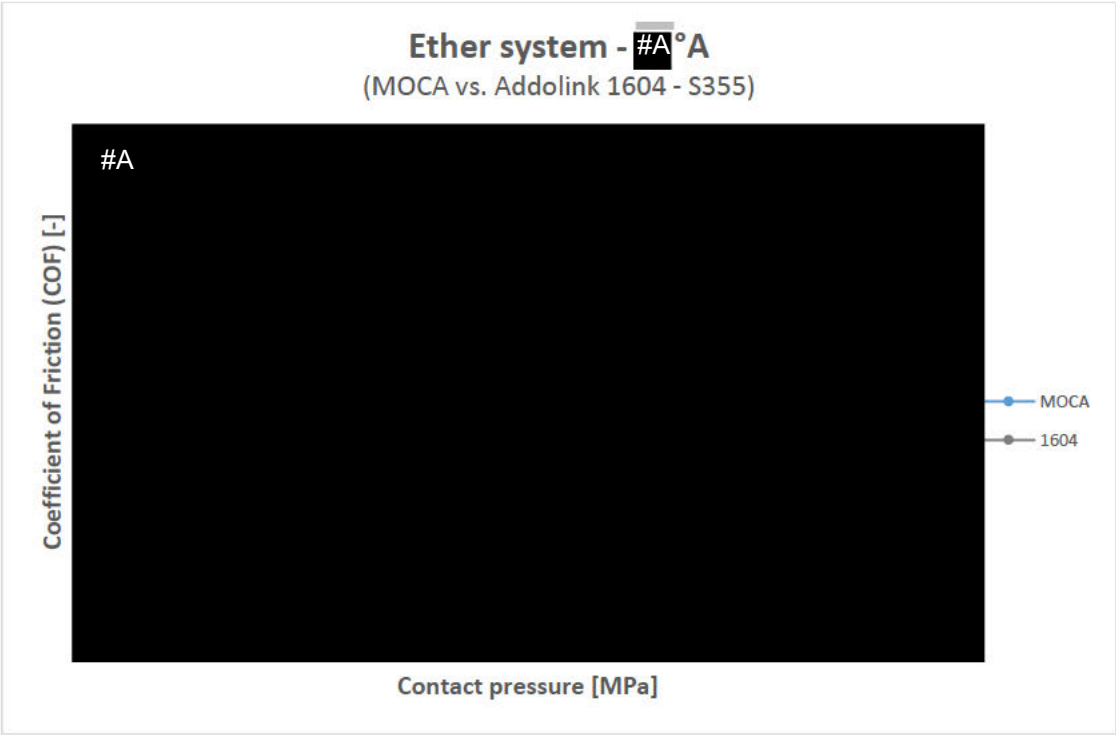 Ether system - #A °A
(MOCA vs. Addolink 1604 - S355)
#A
Coefficient of Friction (COF) [-]
MOCA
1604
Contact pressure [MPa]